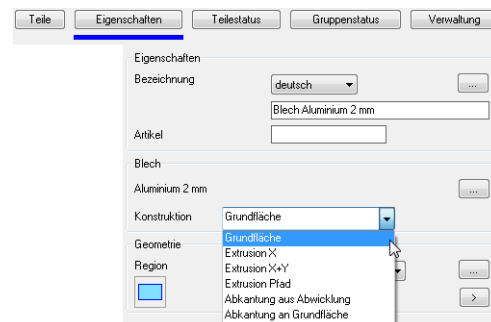 Teile Eigenschaften Teilestatus Gruppenstatus Verwaltung
Eigenschaften
Bezeichnung deutsch ...
Blech Aluminium 2 mm
Artikel
Blech
Aluminium 2 mm ...
Konstruktion Grundfläche
Geometrie Grundfläche
Extrusion X
Region Extrusion X+Y ...
Extrusion Pfad
Abkantung aus Abwicklung >
Abkantung an Grundfläche